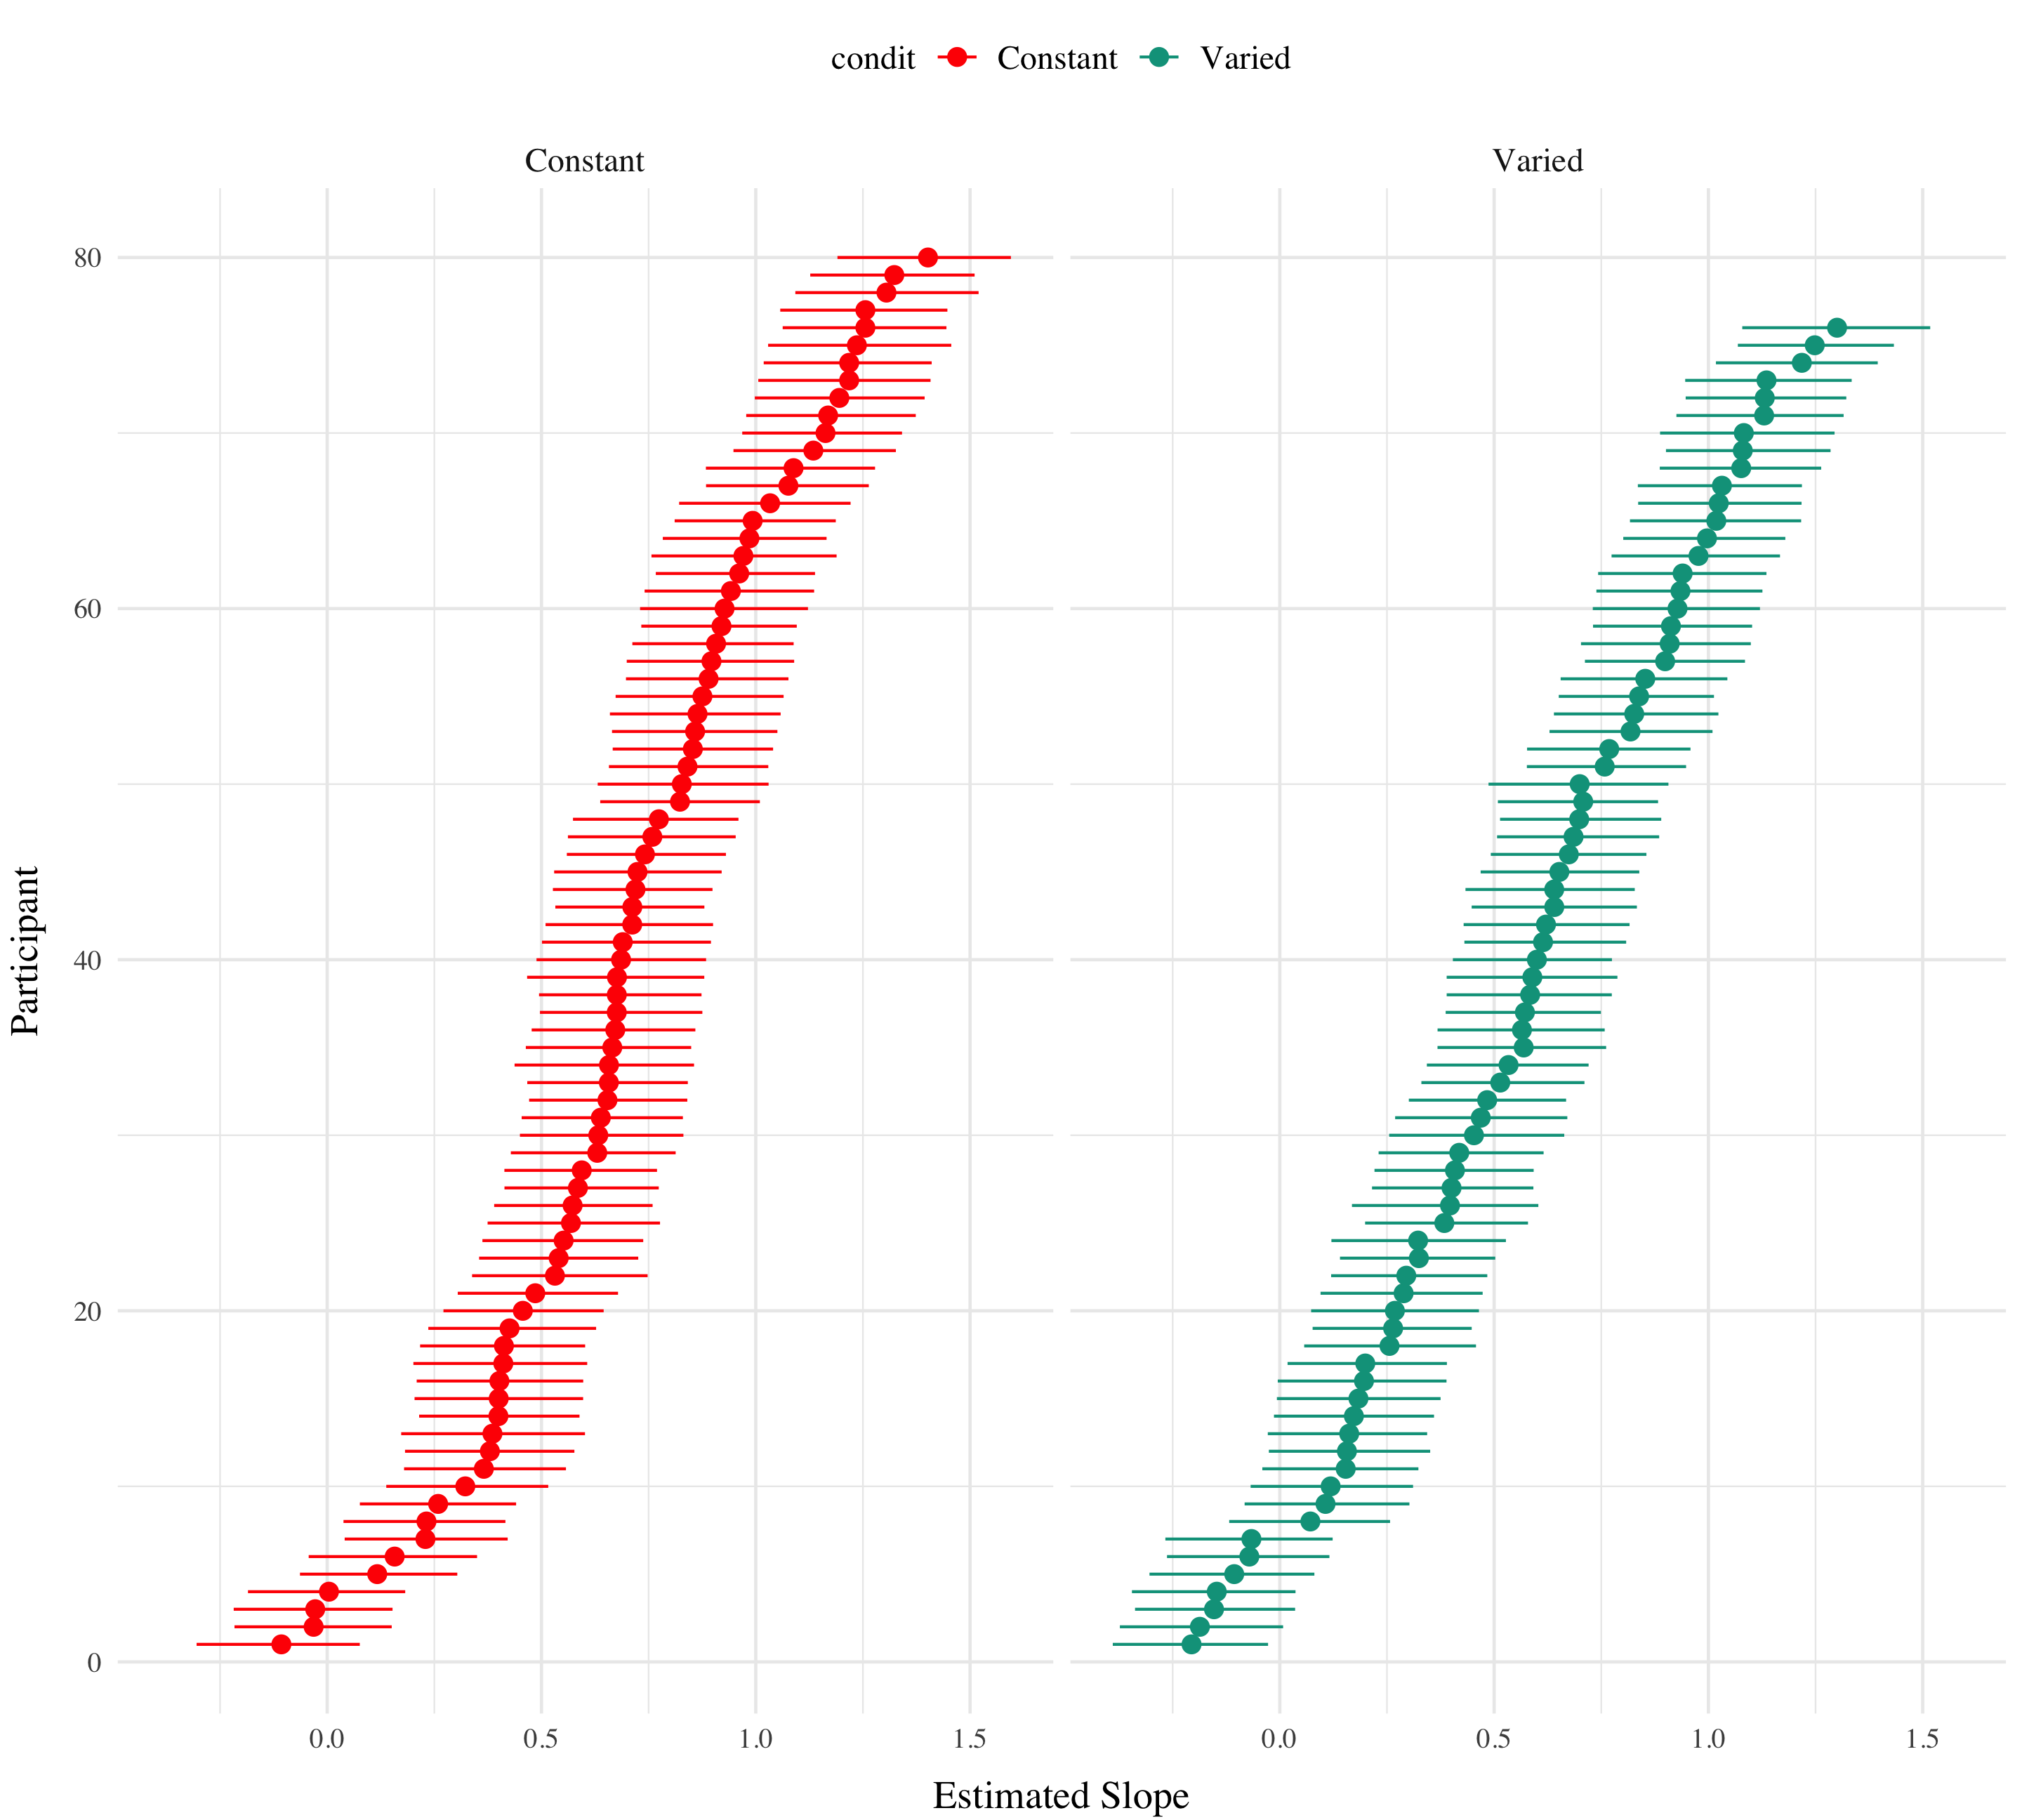 condit Constant Varied
Constant Varied
80
60
40
20
0
Participant
0.0 0.5 1.0 1.5 0.0 0.5 1.0 1.5
Estimated Slope